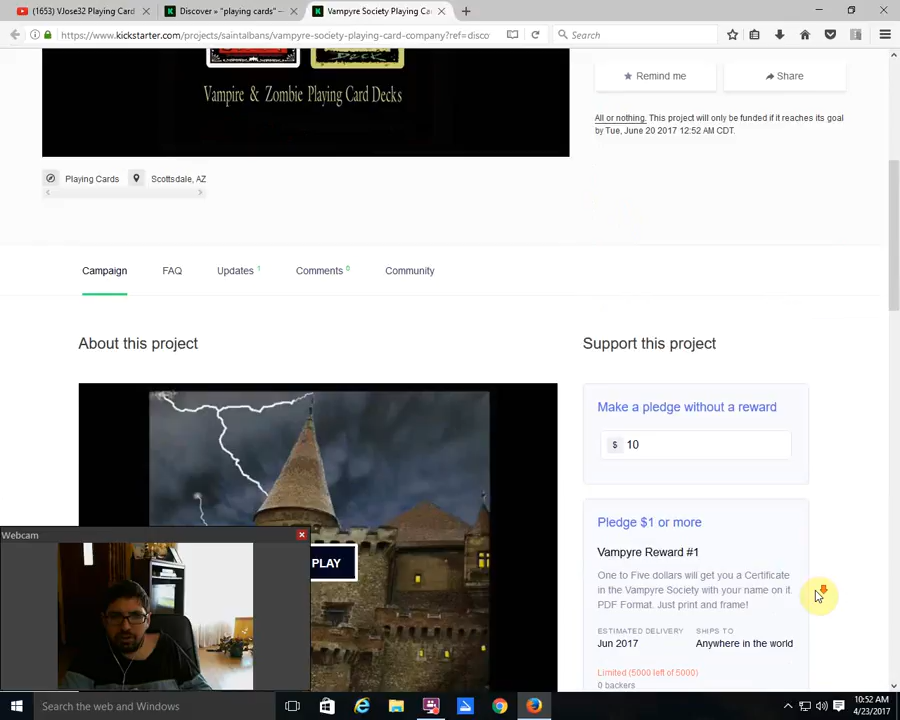 (1653) VJose32 Playing Card
Discover » "playing cards" —
Vampyre Society Playing Ca
https://www.kickstarter.com/projects/saintalbans/vampyre-society-playing-card-company?ref=disco
Search
Vampire & Zombie Playing Card Decks
Remind me
Share
All or nothing. This project will only be funded if it reaches its goal
by Tue, June 20 2017 12:52 AM CDT.
Playing Cards
Scottsdale, AZ
Campaign
FAQ
Updates 1
Comments 0
Community
About this project
Support this project
Make a pledge without a reward
$ 10
PLAY
Pledge $1 or more
Vampyre Reward #1
One to Five dollars will get you a Certificate
in the Vampyre Society with your name on it.
PDF Format. Just print and frame!
ESTIMATED DELIVERY
SHIPS TO
Jun 2017
Anywhere in the world
Limited (5000 left of 5000)
0 backers
Webcam
Search the web and Windows
10:52 AM
4/23/2017